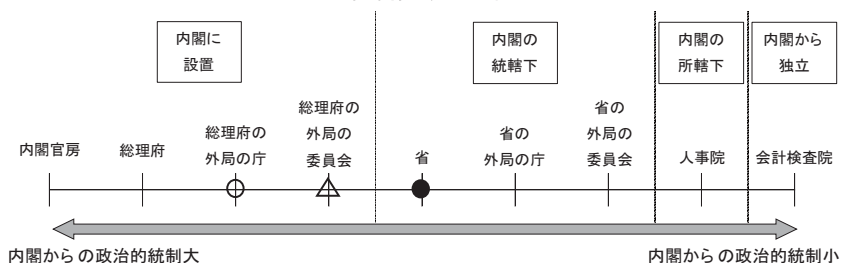 内閣に
設置
内閣の
統轄下
内閣の
所轄下
内閣から
独立
内閣官房
総理府
総理府の
外局の庁
総理府の
外局の
委員会
省
省の
外局の庁
省の
外局の
委員会
人事院
会計検査院
内閣からの政治的統制大
内閣からの政治的統制小